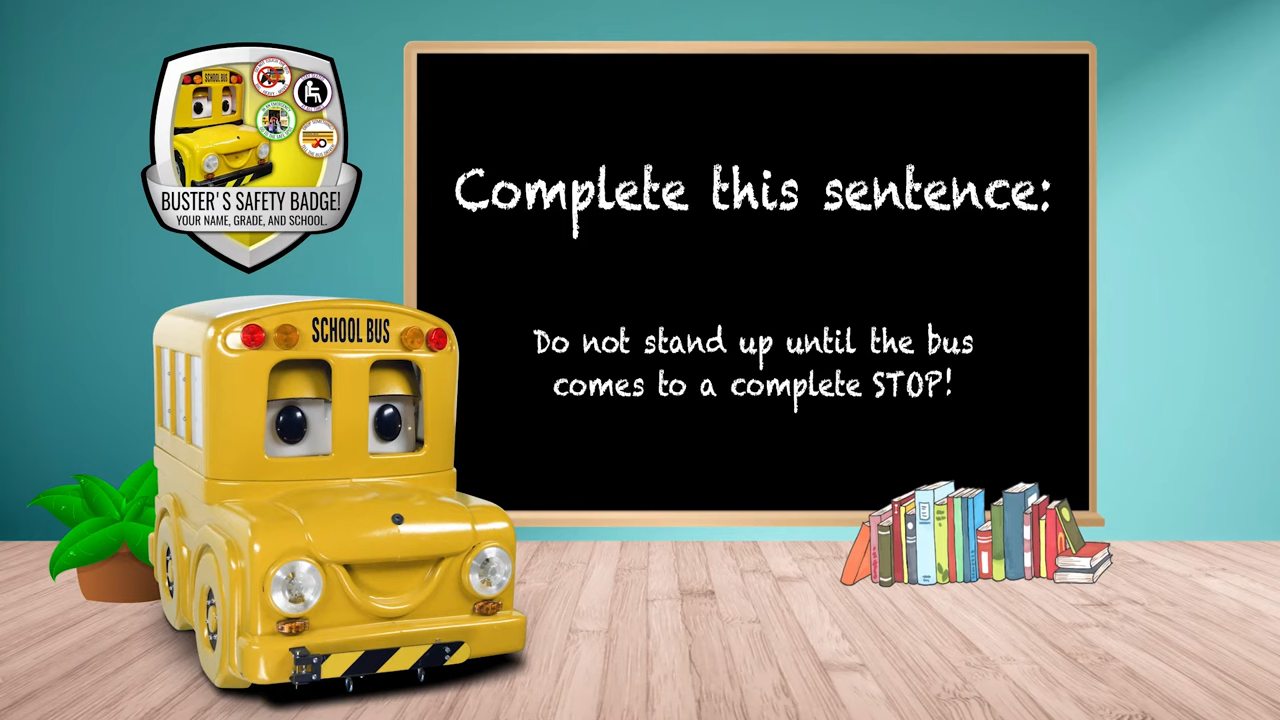 SCHOOL BUS
BUSTER'S SAFETY BADGE!
YOUR NAME, GRADE, AND SCHOOL.
Complete this sentence:
Do not stand up until the bus
comes to a complete STOP!
SCHOOL BUS